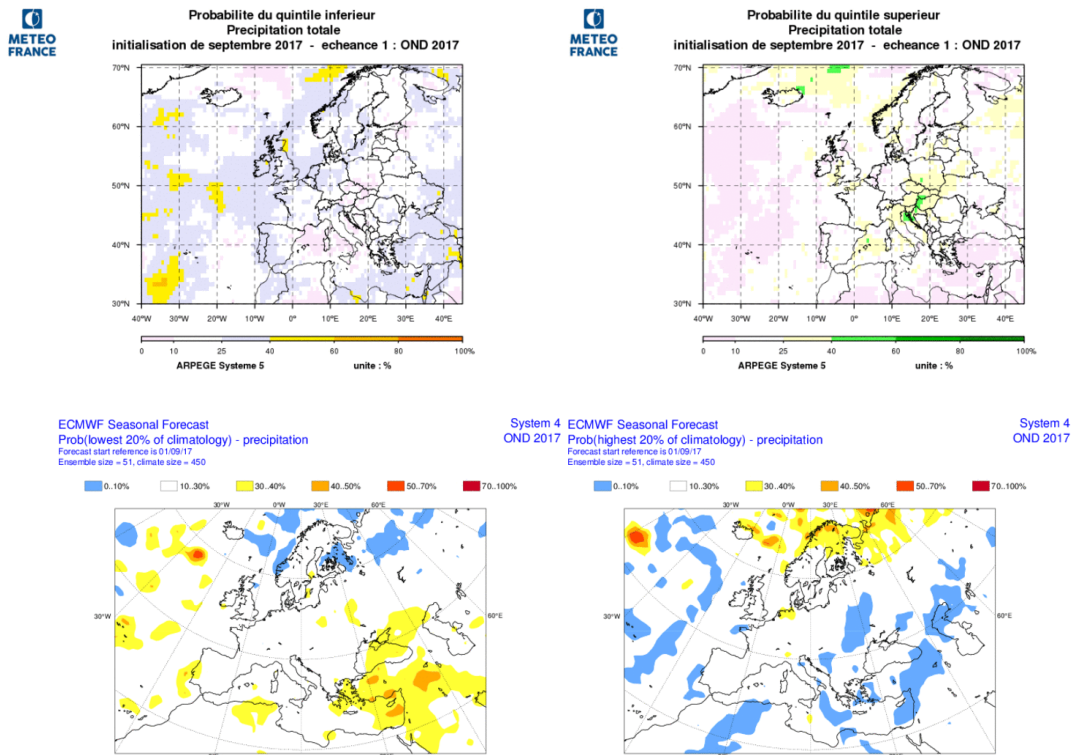 METEO
FRANCE
Probabilite du quintile inferieur
Precipitation totale
initialisation de septembre 2017 - echeance 1 : OND 2017
70°N
60°N
50°N
40°N
30°N
40°W 30°W 20°W 10°W 0° 10°E 20°E 30°E 40°E
0 10 25 40 60 80 100%
ARPEGE Systeme 5 unite : %
METEO
FRANCE
Probabilite du quintile superieur
Precipitation totale
initialisation de septembre 2017 - echeance 1 : OND 2017
70°N
60°N
50°N
40°N
30°N
40°W 30°W 20°W 10°W 0° 10°E 20°E 30°E 40°E
0 10 25 40 60 80 100%
ARPEGE Systeme 5 unite : %
ECMWF Seasonal Forecast System 4
Prob(lowest 20% of climatology) - precipitation OND 2017
Forecast start reference is 01/09/17
Ensemble size = 51, climate size = 450
0..10% 10..30% 30..40% 40..50% 50..70% 70..100%
30°W 0°W 30°E 60°E
30°W 60°E
ECMWF Seasonal Forecast System 4
Prob(highest 20% of climatology) - precipitation OND 2017
Forecast start reference is 01/09/17
Ensemble size = 51, climate size = 450
0..10% 10..30% 30..40% 40..50% 50..70% 70..100%
30°W 0°W 30°E 60°E
30°W 60°E